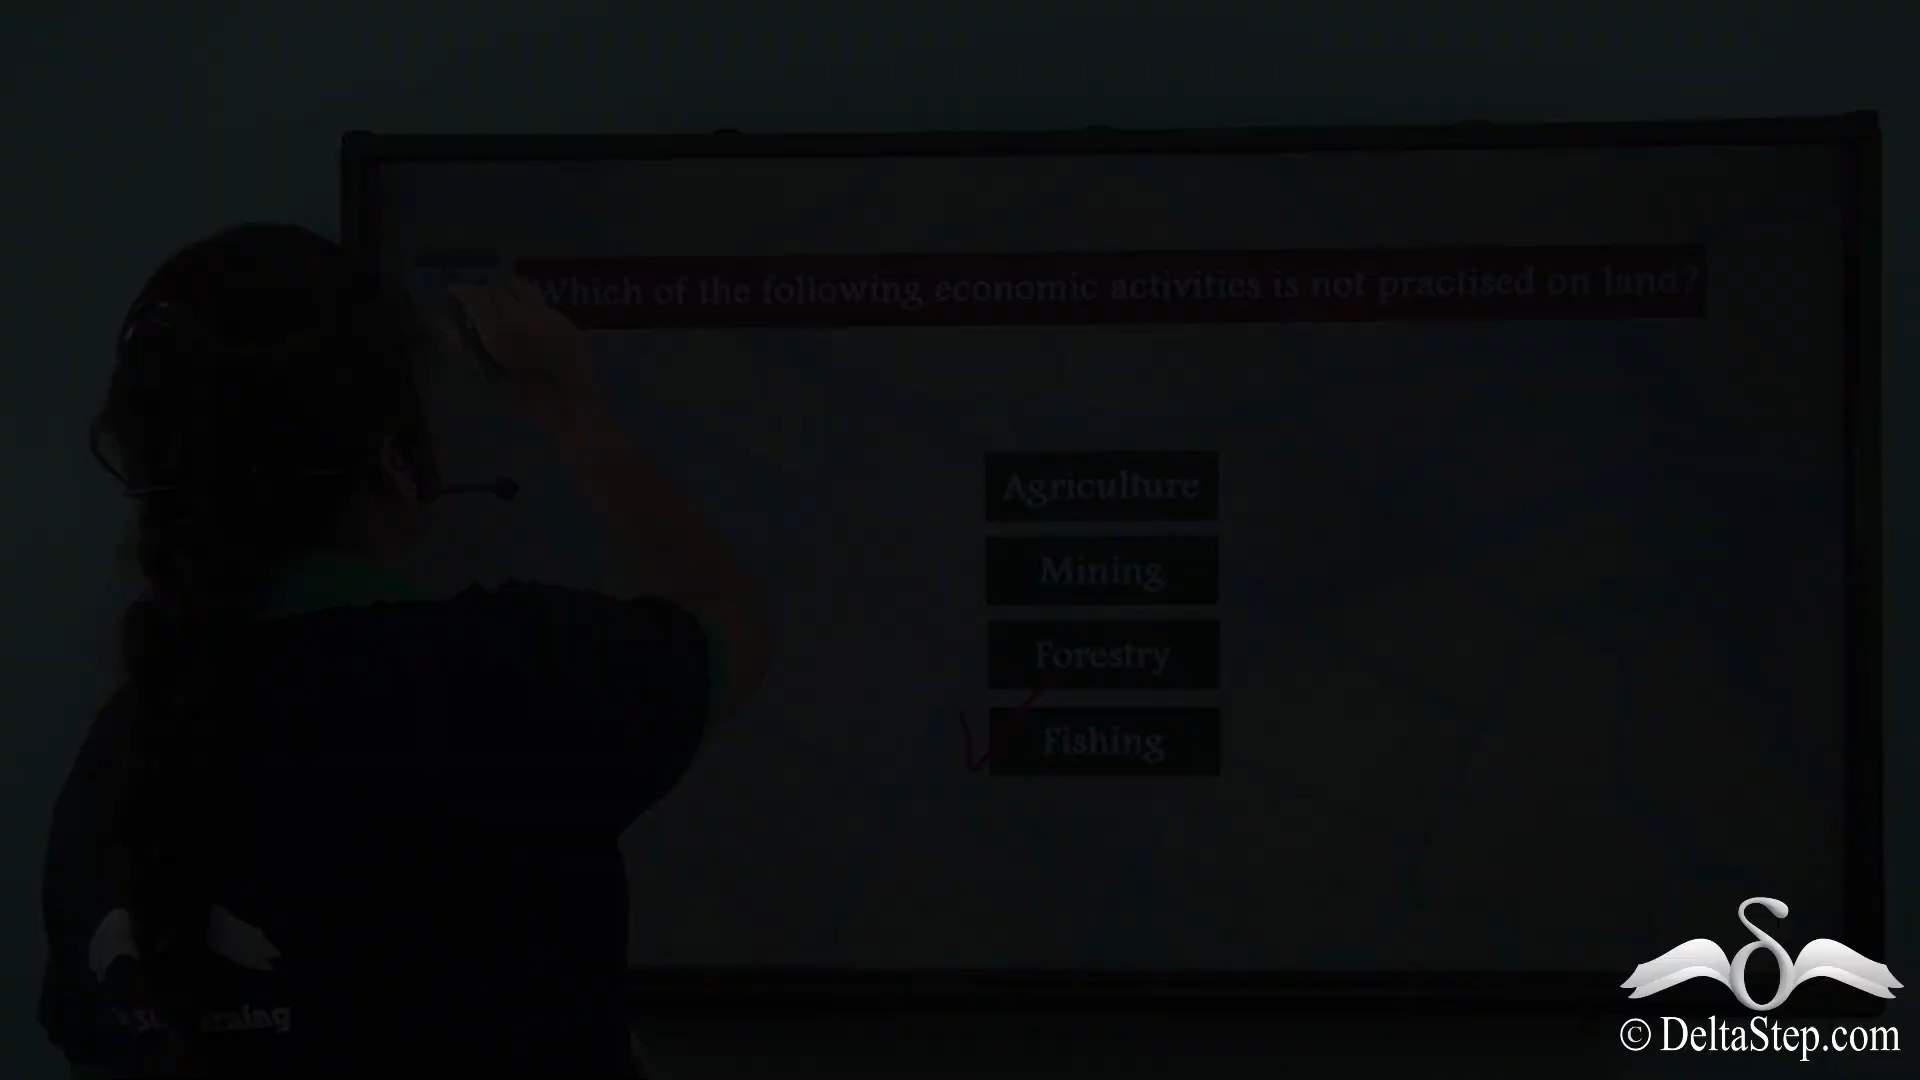 Which of the following economic activities is not practised on land?
Agriculture
Mining
Forestry
Fishing
© DeltaStep.com